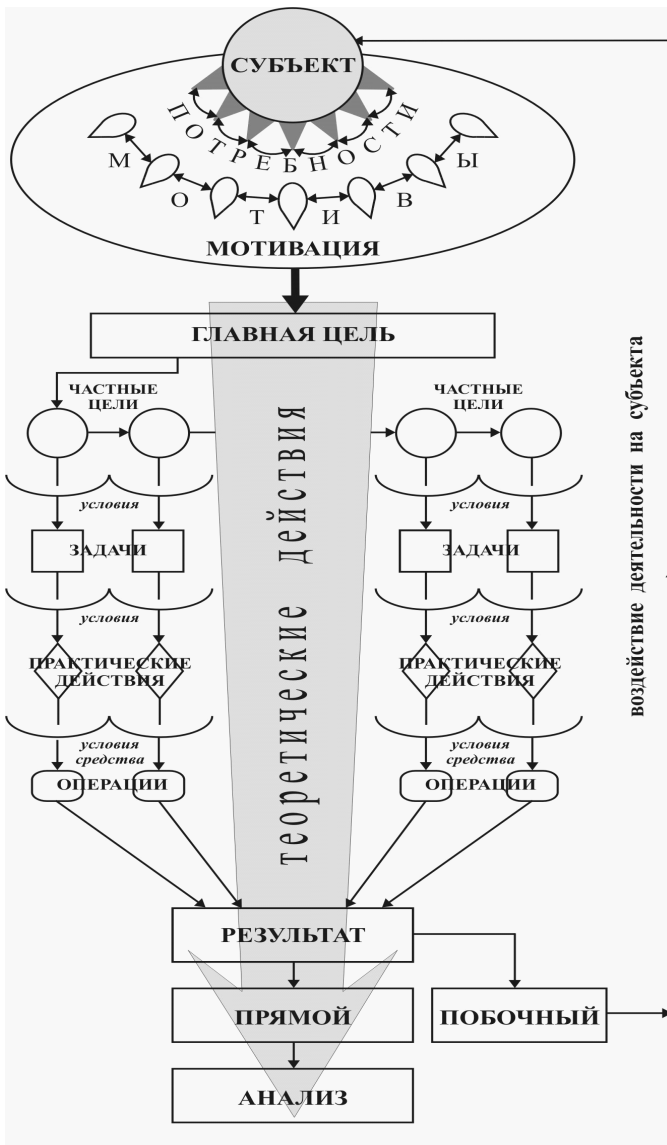 СУБЪЕКТ
ПОТРЕБНОСТИ
МОТИВЫ
МОТИВАЦИЯ
ГЛАВНАЯ ЦЕЛЬ
ЧАСТНЫЕ
ЦЕЛИ
ЧАСТНЫЕ
ЦЕЛИ
условия
условия
ЗАДАЧИ
ЗАДАЧИ
условия
условия
ПРАКТИЧЕСКИЕ
ДЕЙСТВИЯ
ПРАКТИЧЕСКИЕ
ДЕЙСТВИЯ
условия
средства
условия
средства
ОПЕРАЦИИ
ОПЕРАЦИИ
теоретические действия
воздействие деятельности на субъекта
РЕЗУЛЬТАТ
ПРЯМОЙ
ПОБОЧНЫЙ
АНАЛИЗ